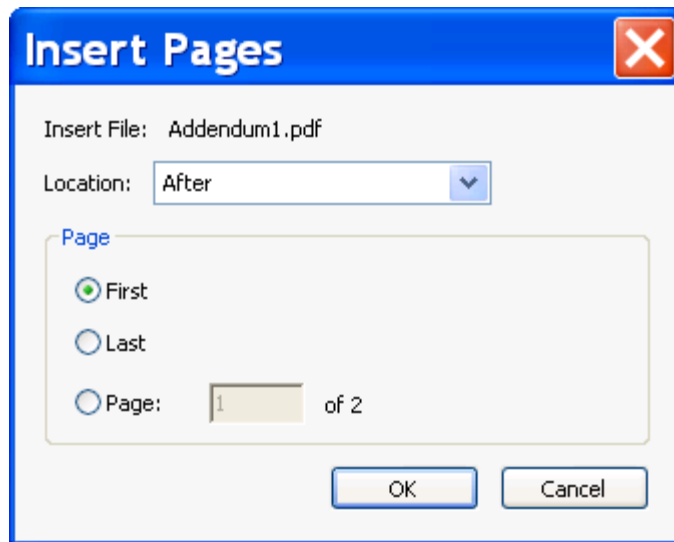 Insert Pages
Insert File: Addendum1.pdf
Location: After
Page
First
Last
Page: 1 of 2
OK Cancel